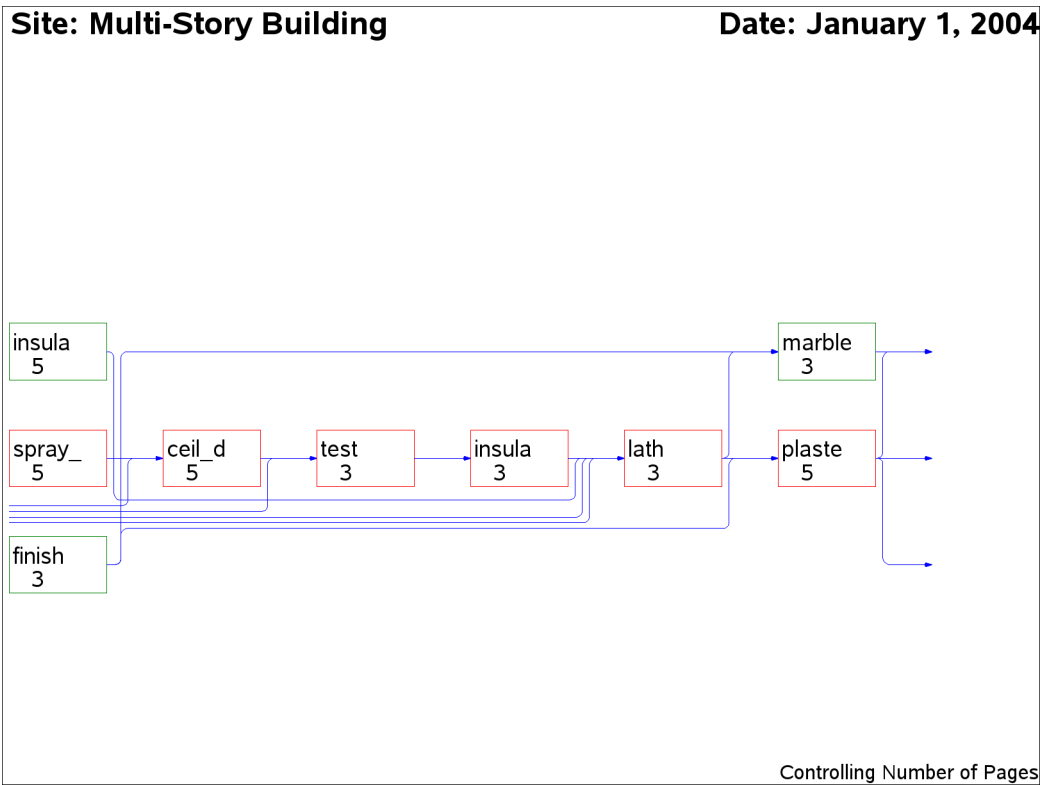 Site: Multi-Story Building
Date: January 1, 2004
insula
5
marble
3
spray_
5
ceil_d
5
test
3
insula
3
lath
3
plaste
5
finish
3
Controlling Number of Pages